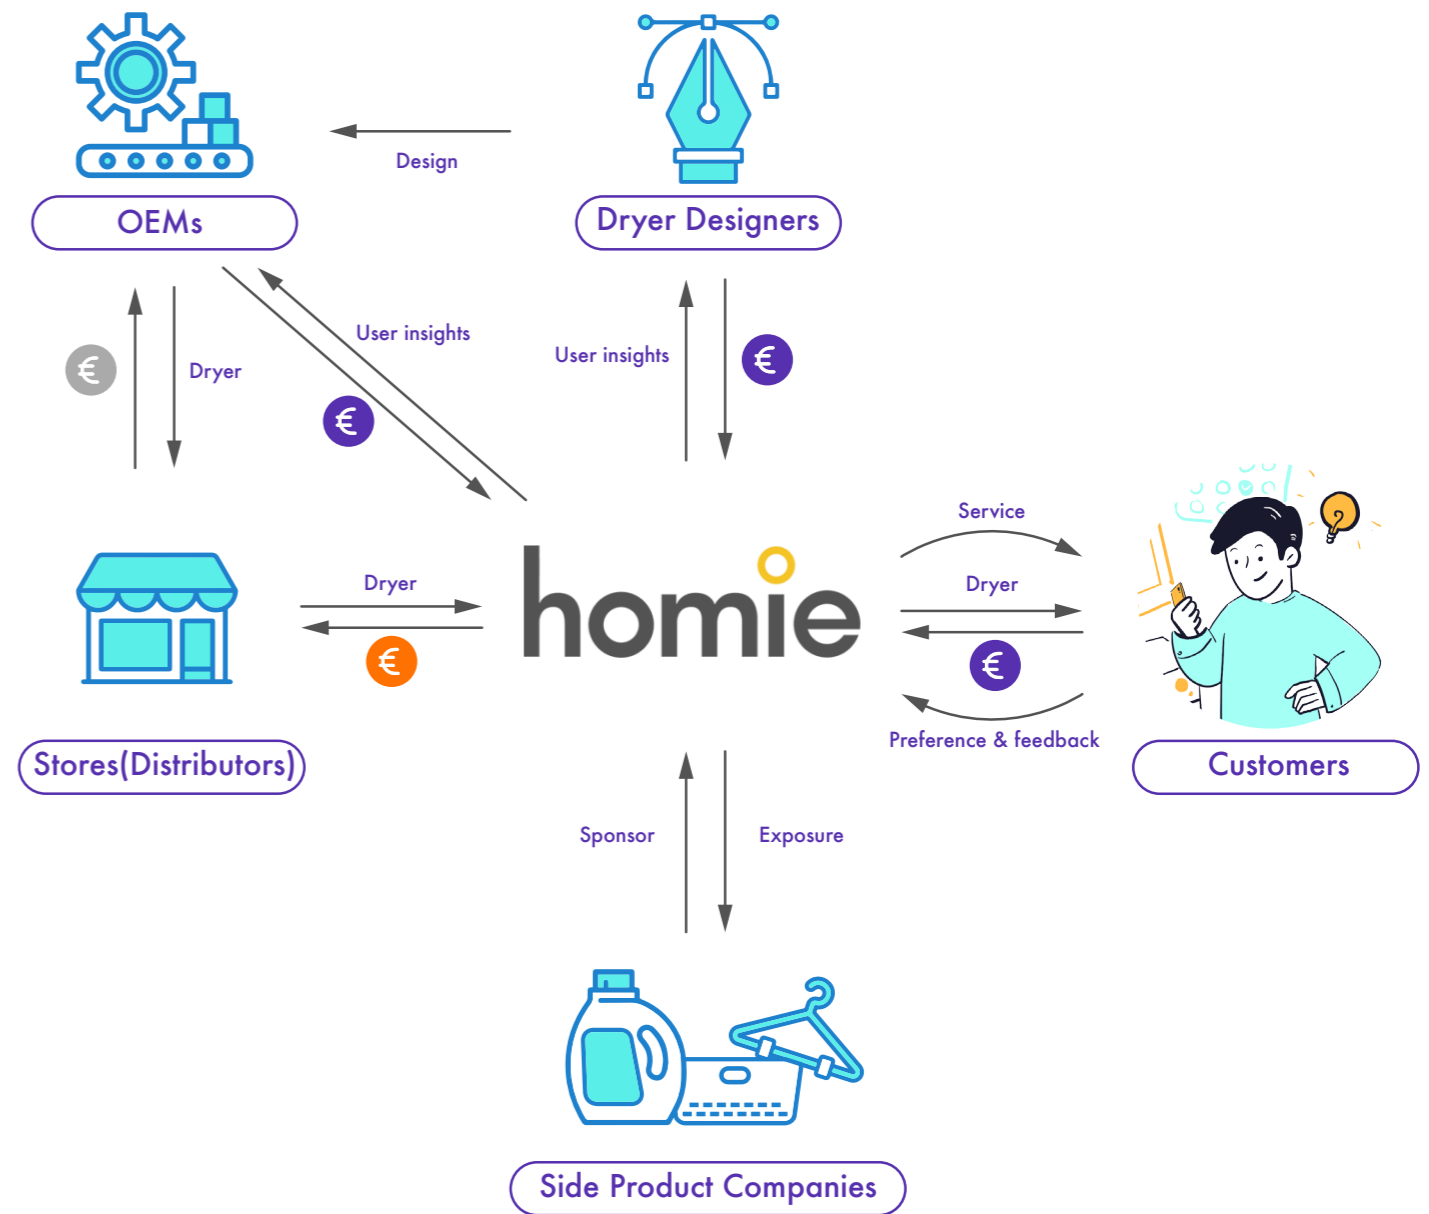 Design
OEMs
Dryer Designers
User insights
User insights
€
€
Dryer
€
Service
Dryer
Dryer
homie
€
€
Preference & feedback
Stores(Distributors)
Customers
Sponsor
Exposure
Side Product Companies